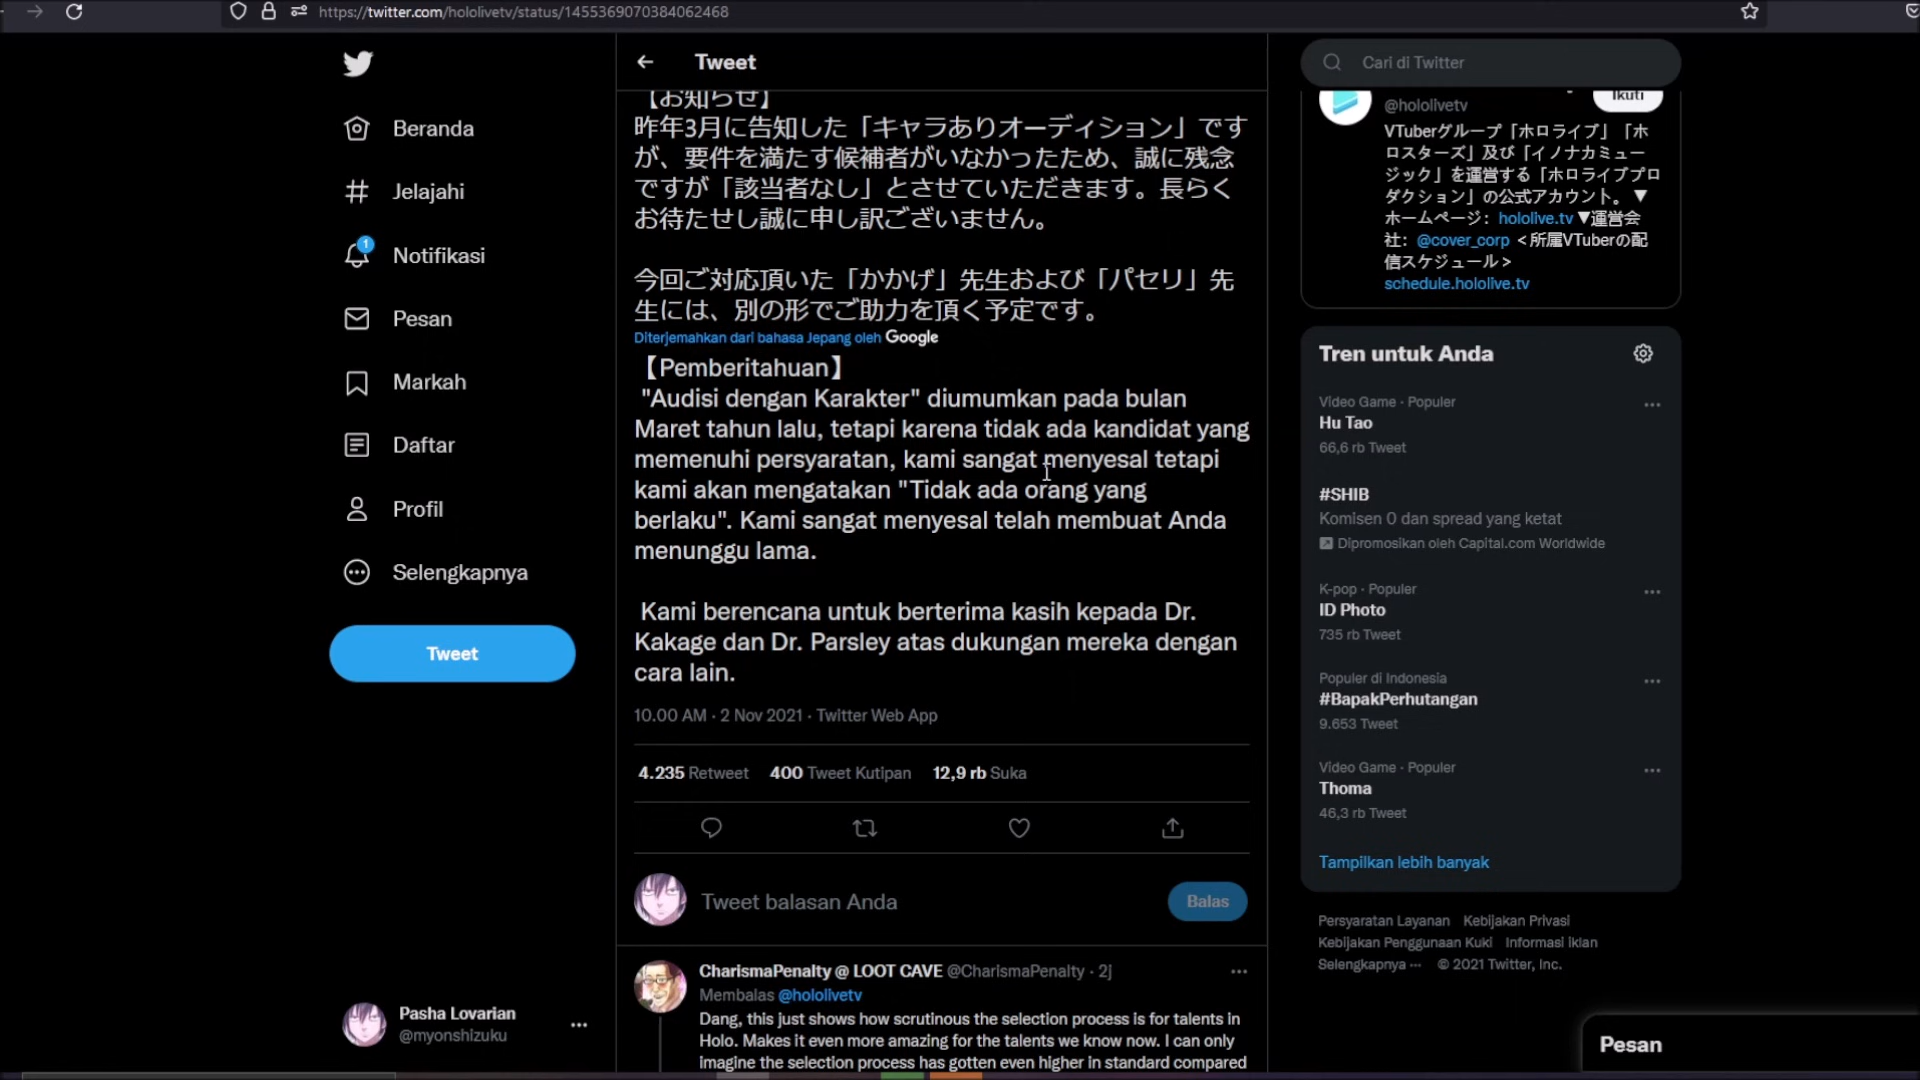 https://twitter.com/hololivetv/status/1455369070384062468
Beranda
Jelajahi
1
Notifikasi
Pesan
Markah
Daftar
Profil
Selengkapnya
Tweet
Pasha Lovarian
@myonshizuku
Tweet
【お知らせ】
昨年3月に告知した「キャラありオーディション」です
が、要件を満たす候補者がいなかったため、誠に残念
ですが「該当者なし」とさせていただきます。長らく
お待たせし誠に申し訳ございません。
今回ご対応頂いた「かかげ」先生および「パセリ」先
生には、別の形でご助力を頂く予定です。
Diterjemahkan dari bahasa Jepang oleh Google
【Pemberitahuan】
"Audisi dengan Karakter" diumumkan pada bulan
Maret tahun lalu, tetapi karena tidak ada kandidat yang
memenuhi persyaratan, kami sangat menyesal tetapi
kami akan mengatakan "Tidak ada orang yang
berlaku". Kami sangat menyesal telah membuat Anda
menunggu lama.
Kami berencana untuk berterima kasih kepada Dr.
Kakage dan Dr. Parsley atas dukungan mereka dengan
cara lain.
10.00 AM · 2 Nov 2021 · Twitter Web App
4.235 Retweet 400 Tweet Kutipan 12,9 rb Suka
Tweet balasan Anda
Balas
CharismaPenalty @ LOOT CAVE @CharismaPenalty · 2j
Membalas @hololivetv
Dang, this just shows how scrutinous the selection process is for talents in
Holo. Makes it even more amazing for the talents we know now. I can only
imagine the selection process has gotten even higher in standard compared
Cari di Twitter
@hololivetv
Ikuti
VTuberグループ「ホロライブ」「ホ
ロスターズ」及び「イノナカミュー
ジック」を運営する「ホロライブプロ
ダクション」の公式アカウント。▼
ホームページ：hololive.tv ▼運営会
社：@cover_corp ＜所属VTuberの配
信スケジュール＞
schedule.hololive.tv
Tren untuk Anda
Video Game · Populer
Hu Tao
66,6 rb Tweet
#SHIB
Komisen 0 dan spread yang ketat
Dipromosikan oleh Capital.com Worldwide
K-pop · Populer
ID Photo
735 rb Tweet
Populer di Indonesia
#BapakPerhutangan
9.653 Tweet
Video Game · Populer
Thoma
46,3 rb Tweet
Tampilkan lebih banyak
Persyaratan Layanan Kebijakan Privasi
Kebijakan Penggunaan Kuki Informasi iklan
Selengkapnya ··· © 2021 Twitter, Inc.
Pesan